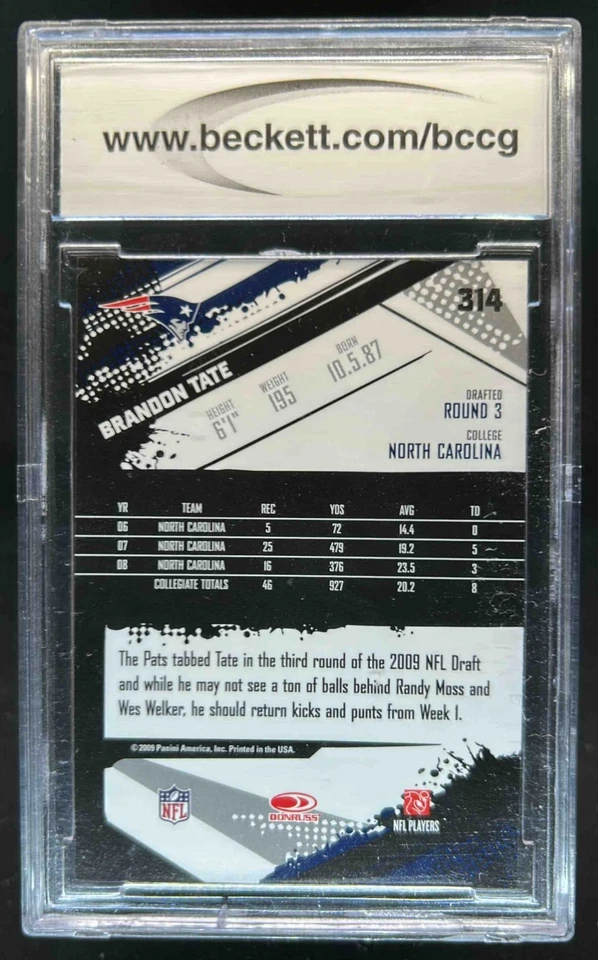 www.beckett.com/bccg
314
BRANDON TATE
HEIGHT
6'1"
WEIGHT
195
BORN
10.5.87
DRAFTED
ROUND 3
COLLEGE
NORTH CAROLINA
YR TEAM REC YDS AVG TD
06 NORTH CAROLINA 5 72 14.4 0
07 NORTH CAROLINA 25 479 19.2 5
08 NORTH CAROLINA 16 376 23.5 3
COLLEGIATE TOTALS 46 927 20.2 8
The Pats tabbed Tate in the third round of the 2009 NFL Draft
and while he may not see a ton of balls behind Randy Moss and
Wes Welker, he should return kicks and punts from Week 1.
©2009 Panini America, Inc. Printed in the USA.
NFL
DONRUSS
NFL PLAYERS